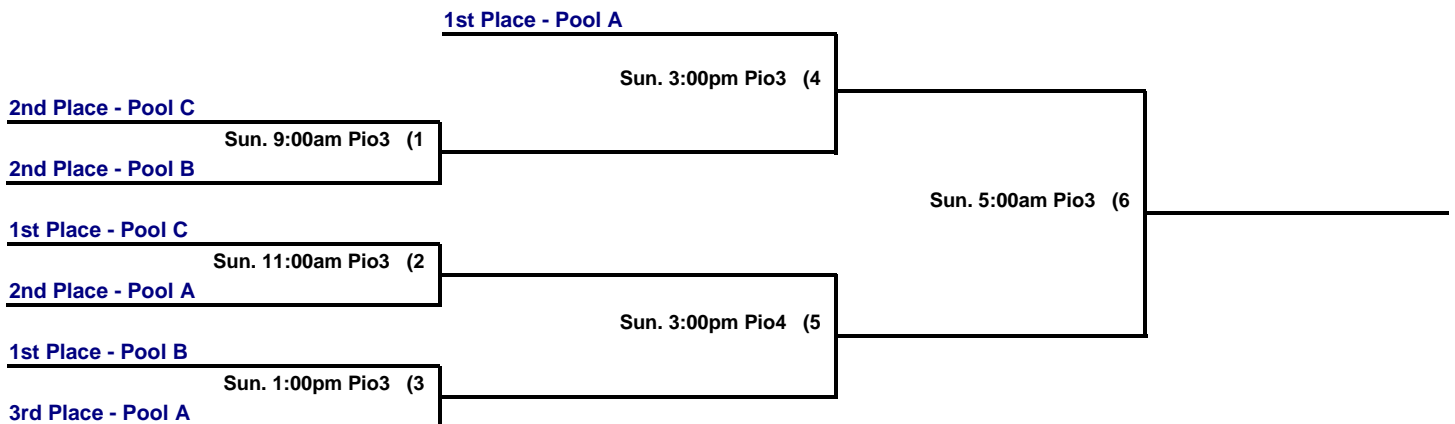 1st Place - Pool A
Sun. 3:00pm Pio3 (4
2nd Place - Pool C
Sun. 9:00am Pio3 (1
2nd Place - Pool B
Sun. 5:00am Pio3 (6
1st Place - Pool C
Sun. 11:00am Pio3 (2
2nd Place - Pool A
Sun. 3:00pm Pio4 (5
1st Place - Pool B
Sun. 1:00pm Pio3 (3
3rd Place - Pool A